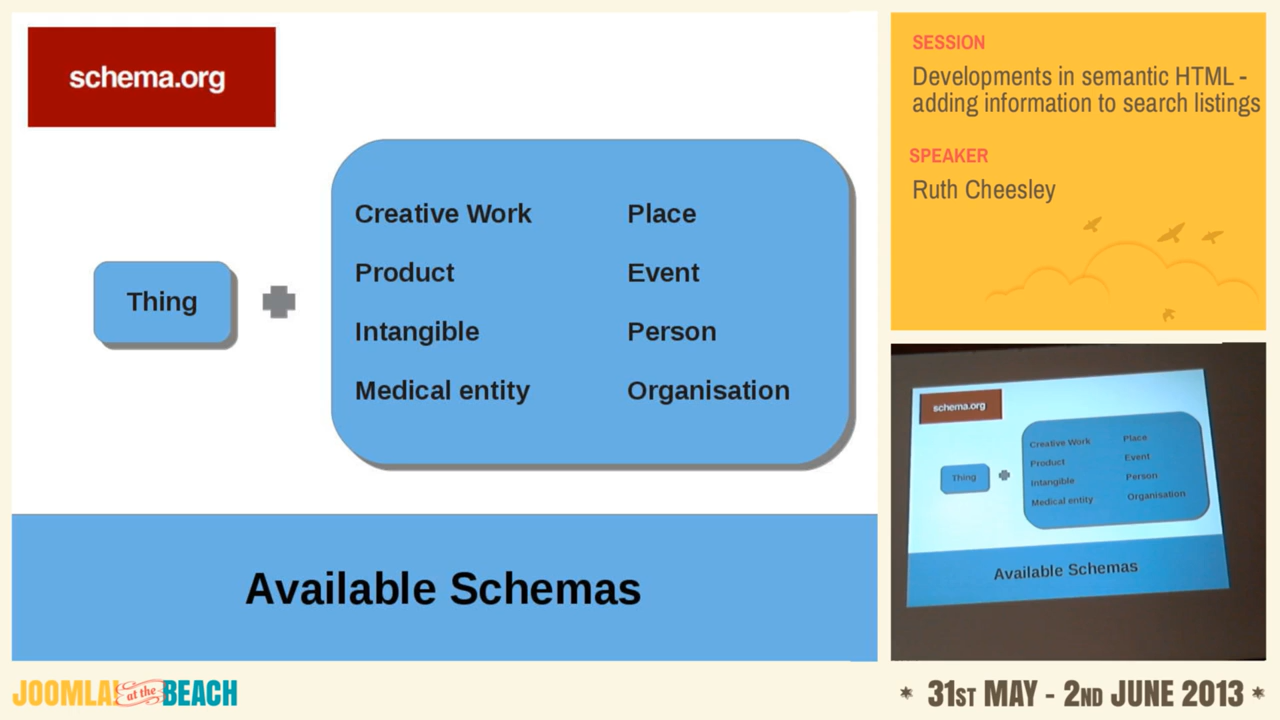 schema.org
Thing
Creative Work Place
Product Event
Intangible Person
Medical entity Organisation
Available Schemas
SESSION
Developments in semantic HTML -
adding information to search listings
SPEAKER
Ruth Cheesley
schema.org
Thing
Creative Work Place
Product Event
Intangible Person
Medical entity Organisation
Available Schemas
JOOMLA! at the BEACH
* 31ST MAY - 2ND JUNE 2013 *